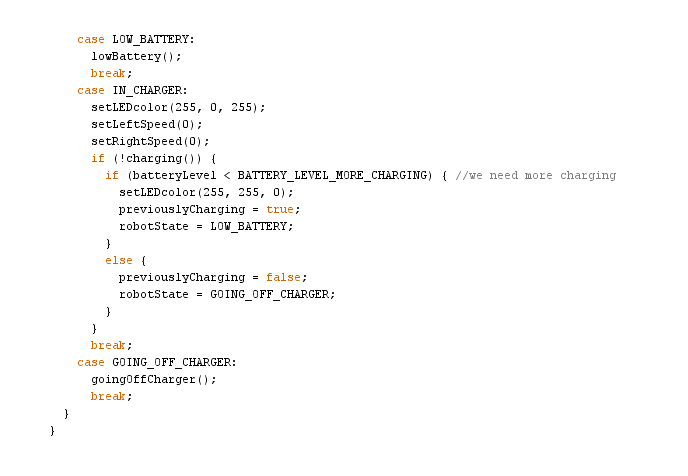 case LOW_BATTERY:
lowBattery();
break;
case IN_CHARGER:
setLEDcolor(255, 0, 255);
setLeftSpeed(0);
setRightSpeed(0);
if (!charging()) {
if (batteryLevel < BATTERY_LEVEL_MORE_CHARGING) { //we need more charging
setLEDcolor(255, 255, 0);
previouslyCharging = true;
robotState = LOW_BATTERY;
}
else {
previouslyCharging = false;
robotState = GOING_OFF_CHARGER;
}
}
break;
case GOING_OFF_CHARGER:
goingOffCharger();
break;
}
}